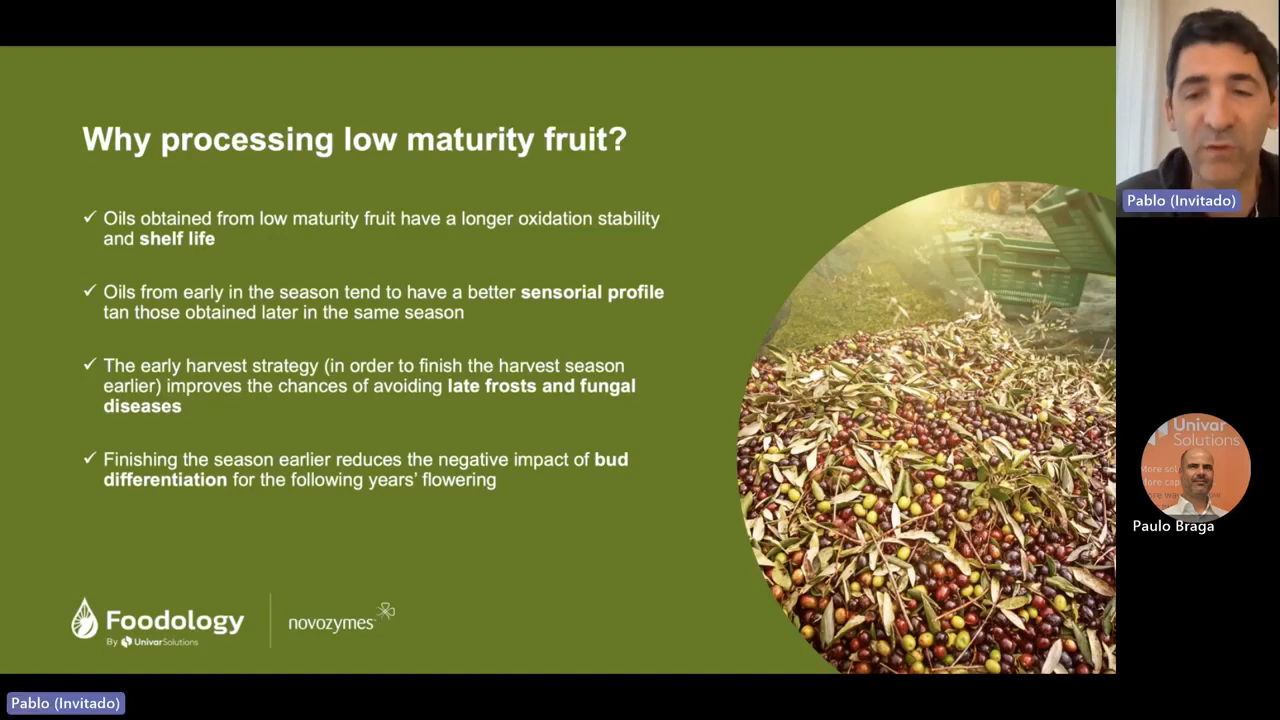 Why processing low maturity fruit?
✓ Oils obtained from low maturity fruit have a longer oxidation stability
and shelf life
✓ Oils from early in the season tend to have a better sensorial profile
tan those obtained later in the same season
✓ The early harvest strategy (in order to finish the harvest season
earlier) improves the chances of avoiding late frosts and fungal
diseases
✓ Finishing the season earlier reduces the negative impact of bud
differentiation for the following years’ flowering
Foodology
By UnivarSolutions
novozymes
Pablo (Invitado)
Univar
Solutions
Paulo Braga
Pablo (Invitado)